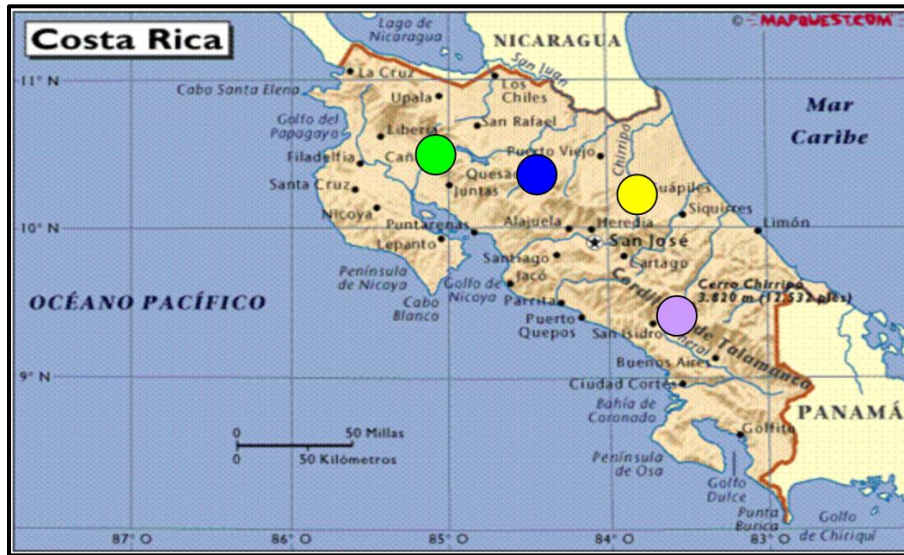 © - MAPQUEST.COM
Costa Rica
Lago de
Nicaragua
NICARAGUA
San Juan
11° N
La Cruz
Cabo Santa Elena
Upala
Los
Chiles
Mar
Caribe
Golfo del
Papagayo
San Rafael
Liberia
Chirripo
Puerto Viejo
Filadelfia
Santa Cruz
Juntas
Siquirres
Nicoya
Puntarenas
Alajuela
Heredia
Limón
10° N
Lepanto
San José
Santiago
Cartago
Península
de Nicoya
Golfo de
Nicoya
Jacó
Cerro Chirripó
3.820 m (12.532 pies)
OCÉANO PACÍFICO
Cabo
Blanco
Parrita
Puerto
Quepos
San Isidro
de Talamanca
Buenos Aires
9° N
Ciudad Cortés
PANAMÁ
Bahía de
Coronado
0 50 Millas
0 50 Kilómetros
Golfito
Península
de Osa
Golfo
Dulce
Punta
Burica
Golfo
de Chiriquí
87° O
86° O
85° O
84° O
83° O